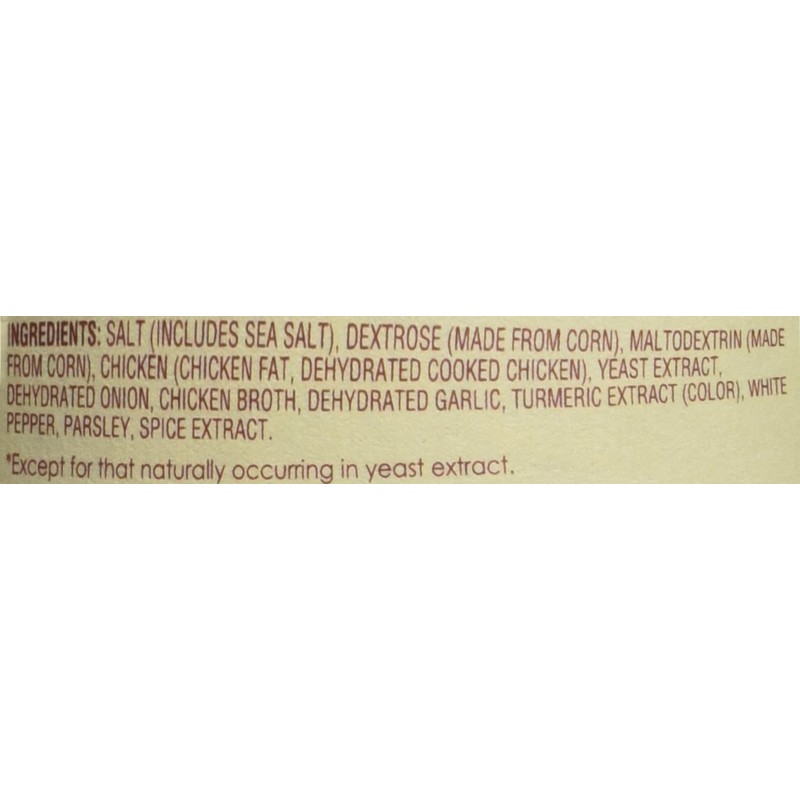 INGREDIENTS: SALT (INCLUDES SEA SALT), DEXTROSE (MADE FROM CORN), MALTODEXTRIN (MADE
FROM CORN), CHICKEN (CHICKEN FAT, DEHYDRATED COOKED CHICKEN), YEAST EXTRACT,
DEHYDRATED ONION, CHICKEN BROTH, DEHYDRATED GARLIC, TURMERIC EXTRACT (COLOR), WHITE
PEPPER, PARSLEY, SPICE EXTRACT.
*Except for that naturally occurring in yeast extract.